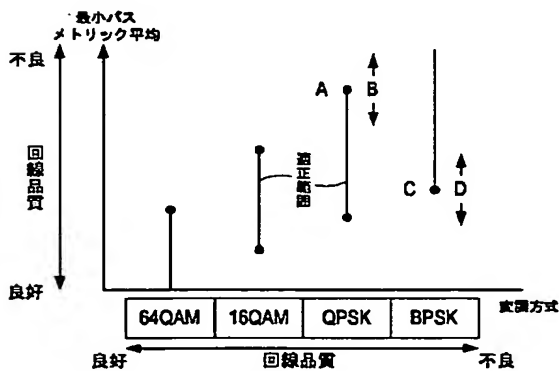 最小パス
メトリック平均
不良
A
B
回線品質
適正範囲
C
D
良好
64QAM
16QAM
QPSK
BPSK
変調方式
良好
回線品質
不良